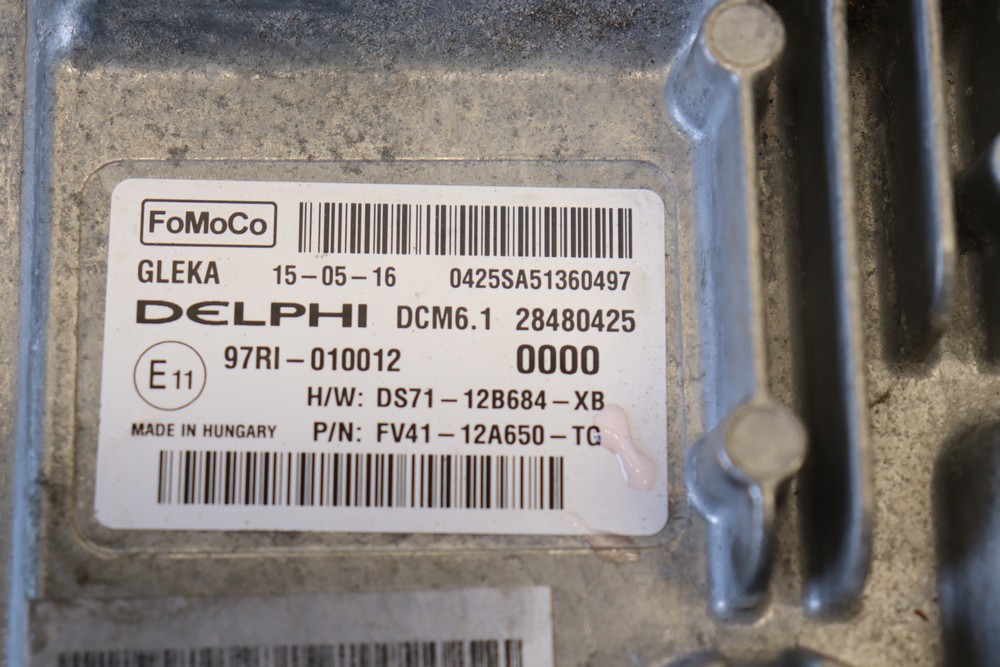 FoMoCo
GLEKA 15-05-16 0425SA51360497
DELPHI DCM6.1 28480425
E11 97RI-010012 0000
H/W: DS71-12B684-XB
MADE IN HUNGARY P/N: FV41-12A650-TG